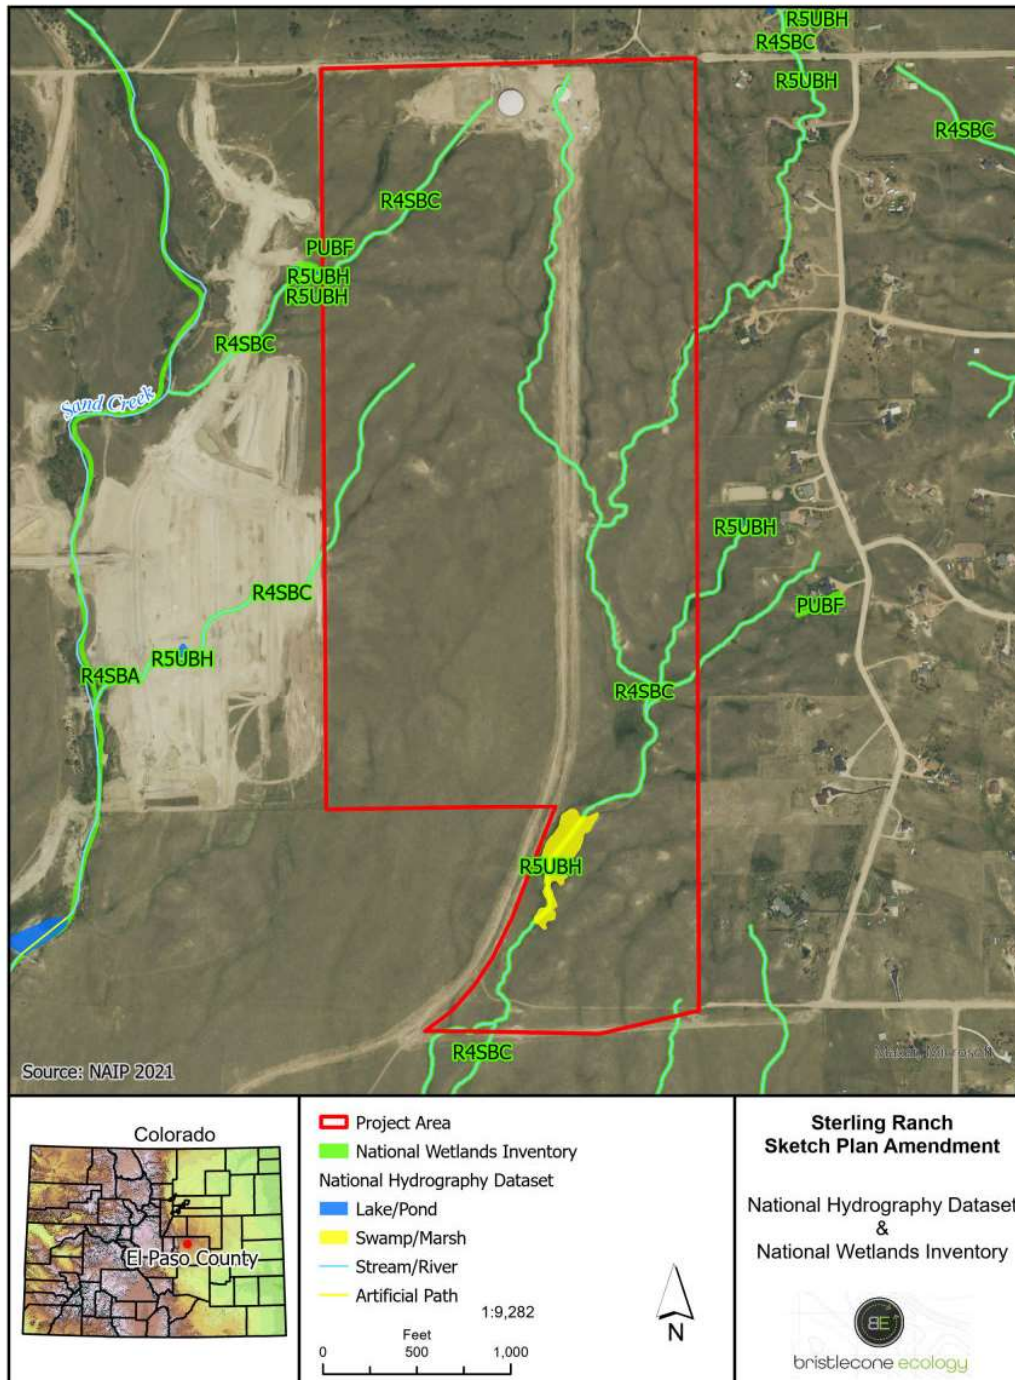 R5UBH
R4SBC
R5UBH
R4SBC
R4SBC
PUBF
R5UBH
R5UBH
R4SBC
Sand Creek
R5UBH
R4SBC
PUBF
R5UBH
R4SBA
R4SBC
R5UBH
R4SBC
Maxar, Microsoft
Source: NAIP 2021
Colorado
El Paso County
Project Area
National Wetlands Inventory
National Hydrography Dataset
Lake/Pond
Swamp/Marsh
Stream/River
Artificial Path
1:9,282
Feet
0 500 1,000
N
Sterling Ranch
Sketch Plan Amendment
National Hydrography Dataset
&
National Wetlands Inventory
BE
bristlecone ecology